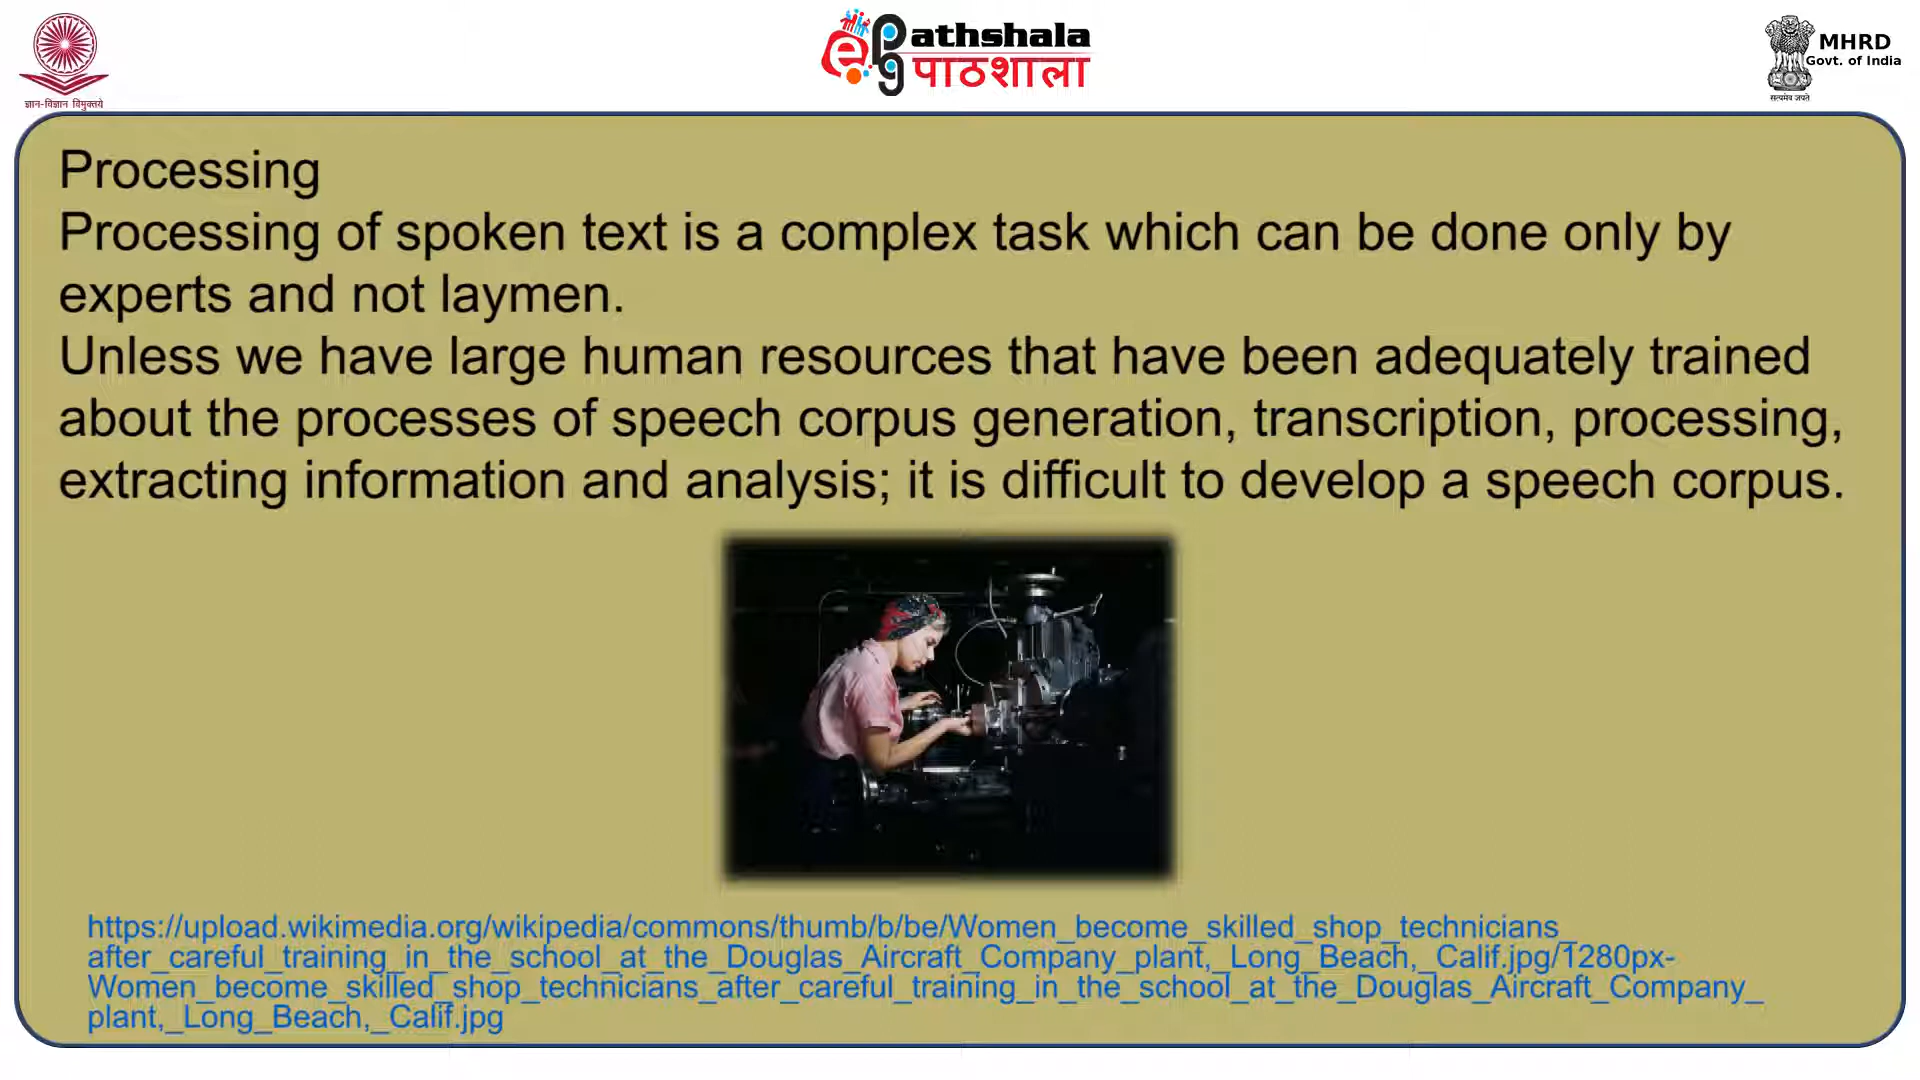 ज्ञान-विज्ञान विमुक्तये
ePathshala
पाठशाला
MHRD
Govt. of India
सत्यमेव जयते
Processing
Processing of spoken text is a complex task which can be done only by
experts and not laymen.
Unless we have large human resources that have been adequately trained
about the processes of speech corpus generation, transcription, processing,
extracting information and analysis; it is difficult to develop a speech corpus.
https://upload.wikimedia.org/wikipedia/commons/thumb/b/be/Women_become_skilled_shop_technicians_
after_careful_training_in_the_school_at_the_Douglas_Aircraft_Company_plant,_Long_Beach,_Calif.jpg/1280px-
Women_become_skilled_shop_technicians_after_careful_training_in_the_school_at_the_Douglas_Aircraft_Company_
plant,_Long_Beach,_Calif.jpg